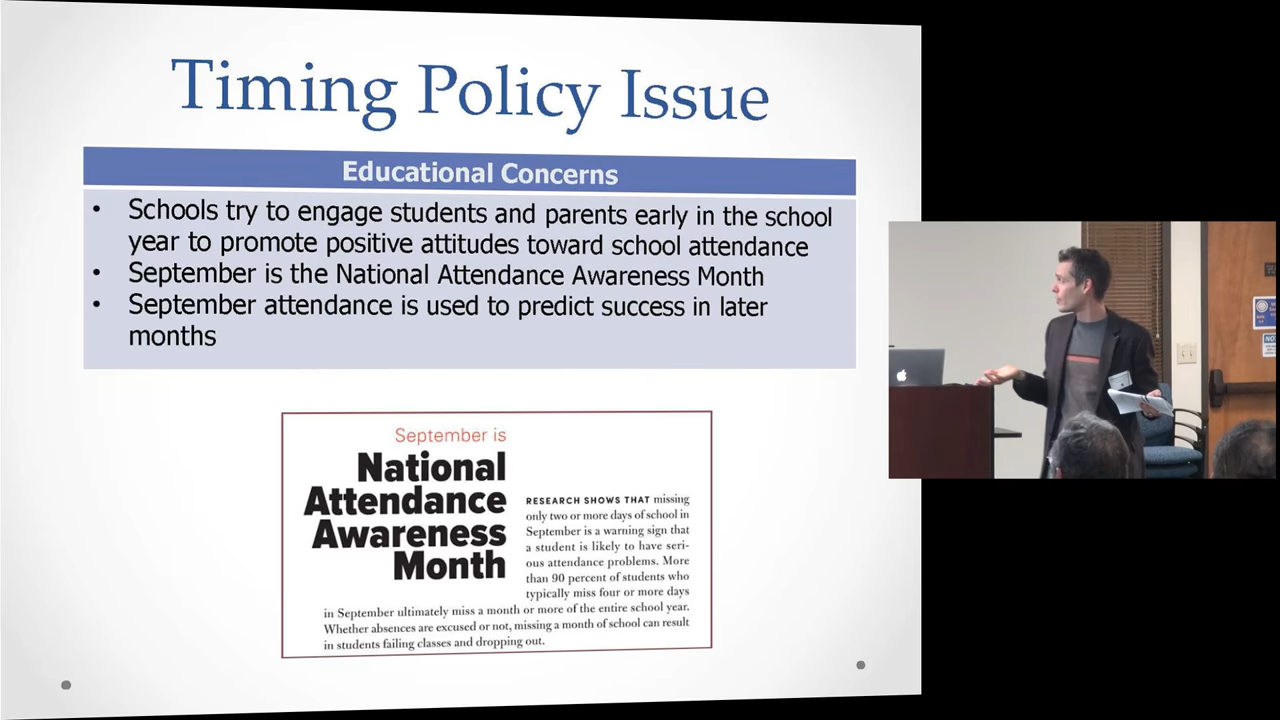 Timing Policy Issue
Educational Concerns
• Schools try to engage students and parents early in the school
year to promote positive attitudes toward school attendance
• September is the National Attendance Awareness Month
• September attendance is used to predict success in later
months
September is
National
Attendance
Awareness
Month
RESEARCH SHOWS THAT missing
only two or more days of school in
September is a warning sign that
a student is likely to have seri-
ous attendance problems. More
than 90 percent of students who
typically miss four or more days
in September ultimately miss a month or more of the entire school year.
Whether absences are excused or not, missing a month of school can result
in students failing classes and dropping out.